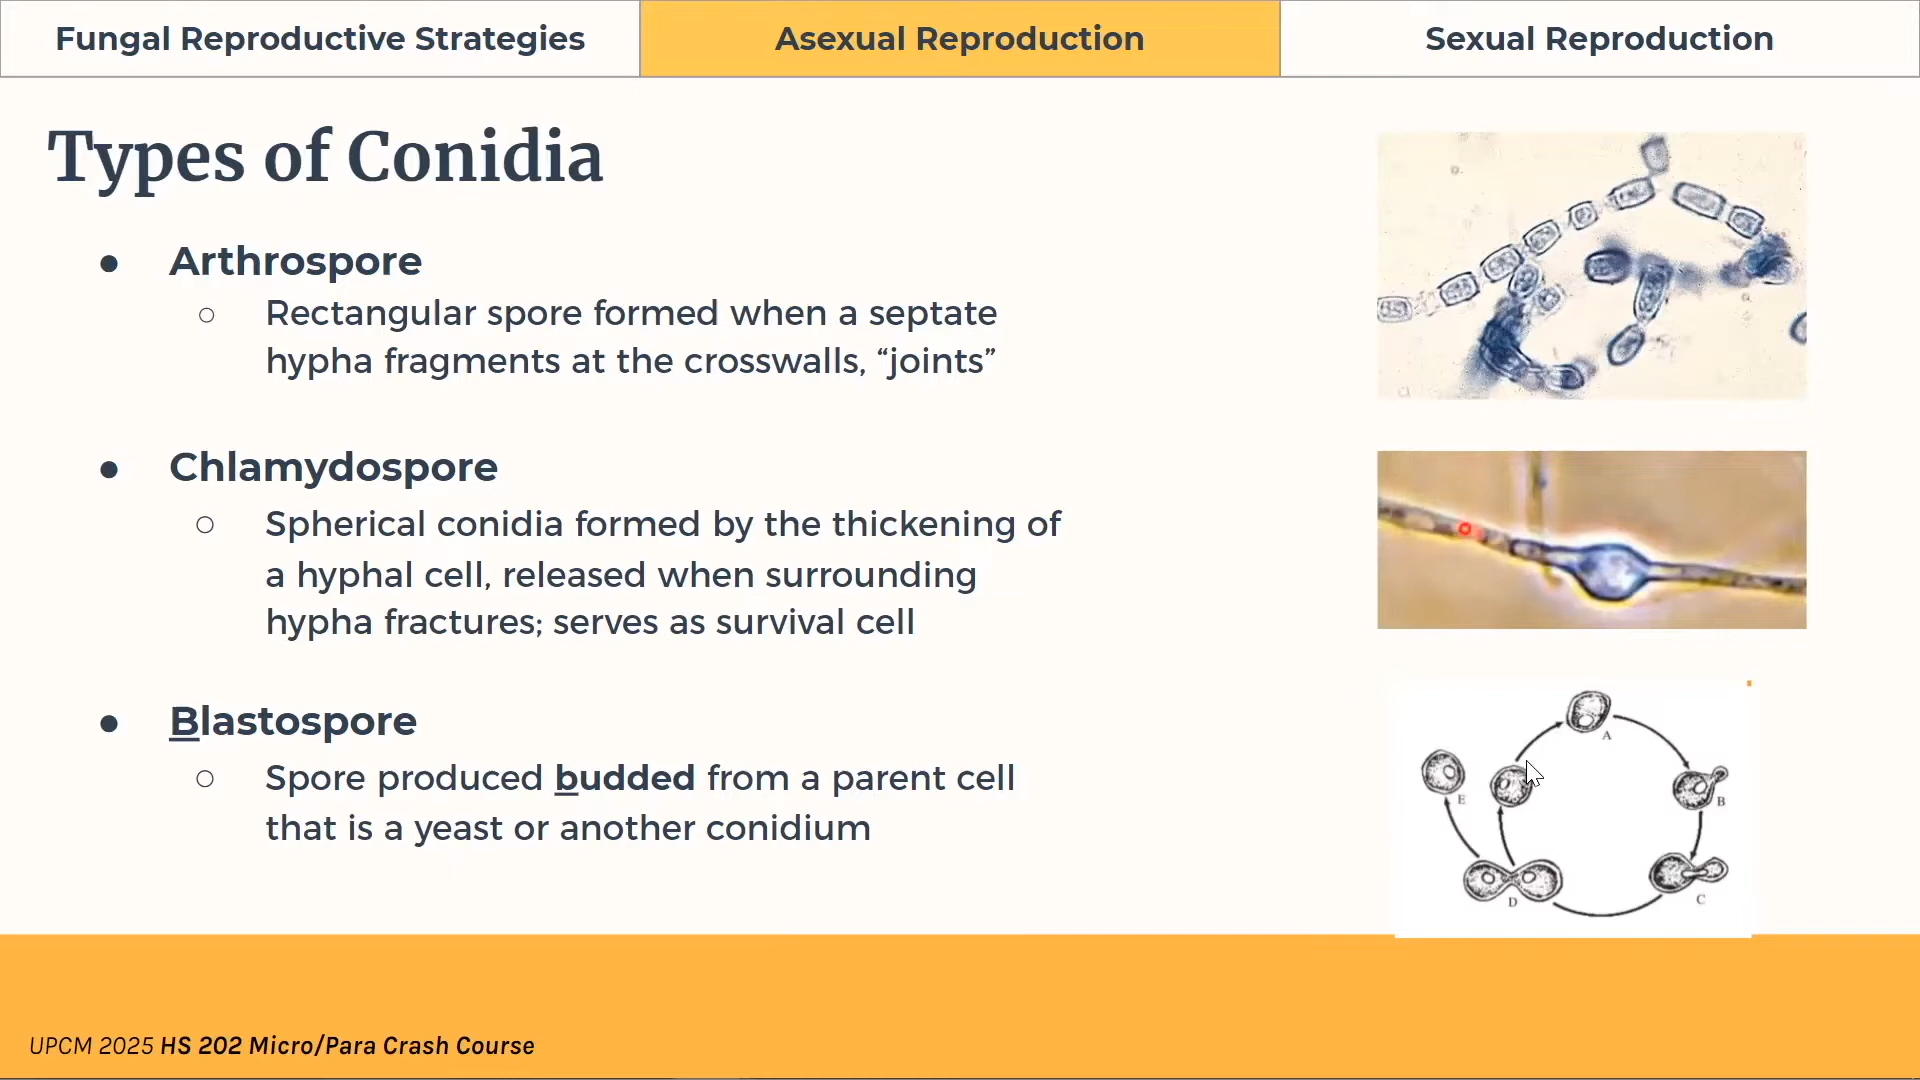 Fungal Reproductive Strategies
Asexual Reproduction
Sexual Reproduction
Types of Conidia
● Arthrospore
○ Rectangular spore formed when a septate
hypha fragments at the crosswalls, “joints”
● Chlamydospore
○ Spherical conidia formed by the thickening of
a hyphal cell, released when surrounding
hypha fractures; serves as survival cell
● Blastospore
○ Spore produced budded from a parent cell
that is a yeast or another conidium
A
B
C
D
E
UPCM 2025 HS 202 Micro/Para Crash Course